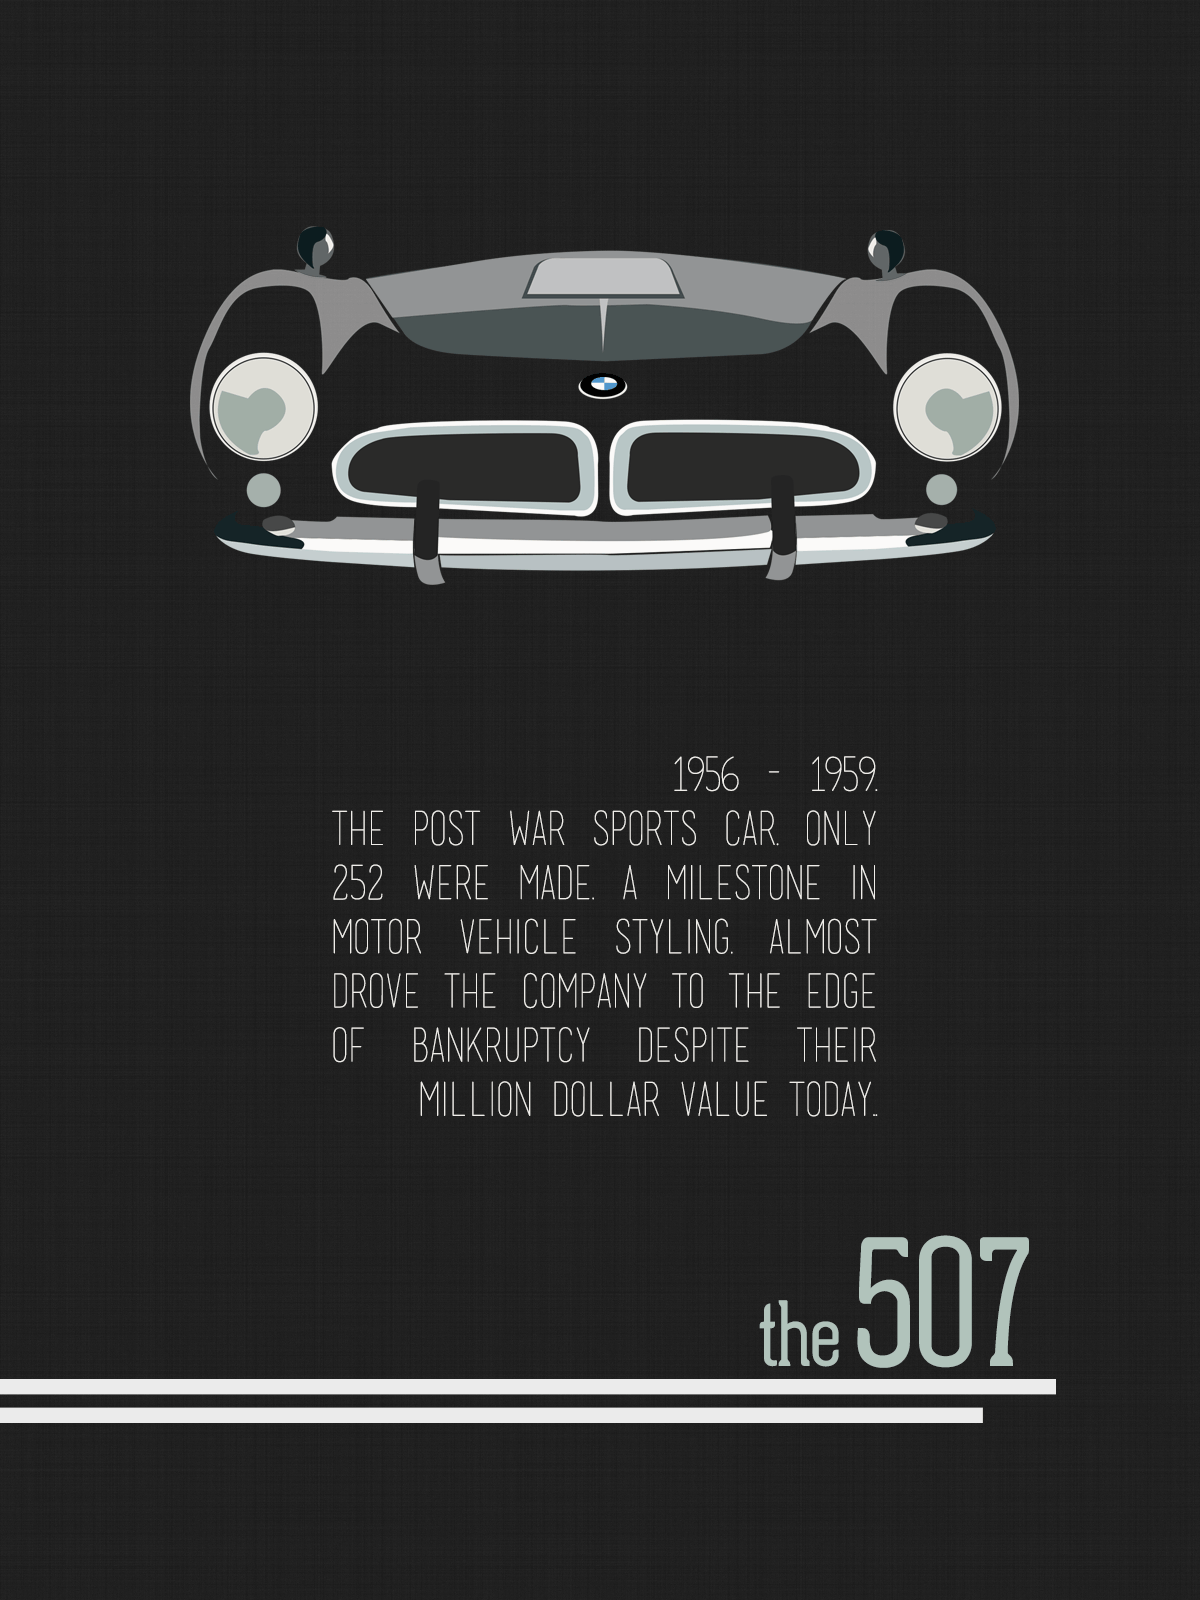 1956 - 1959.
THE POST WAR SPORTS CAR. ONLY
252 WERE MADE. A MILESTONE IN
MOTOR VEHICLE STYLING. ALMOST
DROVE THE COMPANY TO THE EDGE
OF BANKRUPTCY DESPITE THEIR
MILLION DOLLAR VALUE TODAY..
the 507